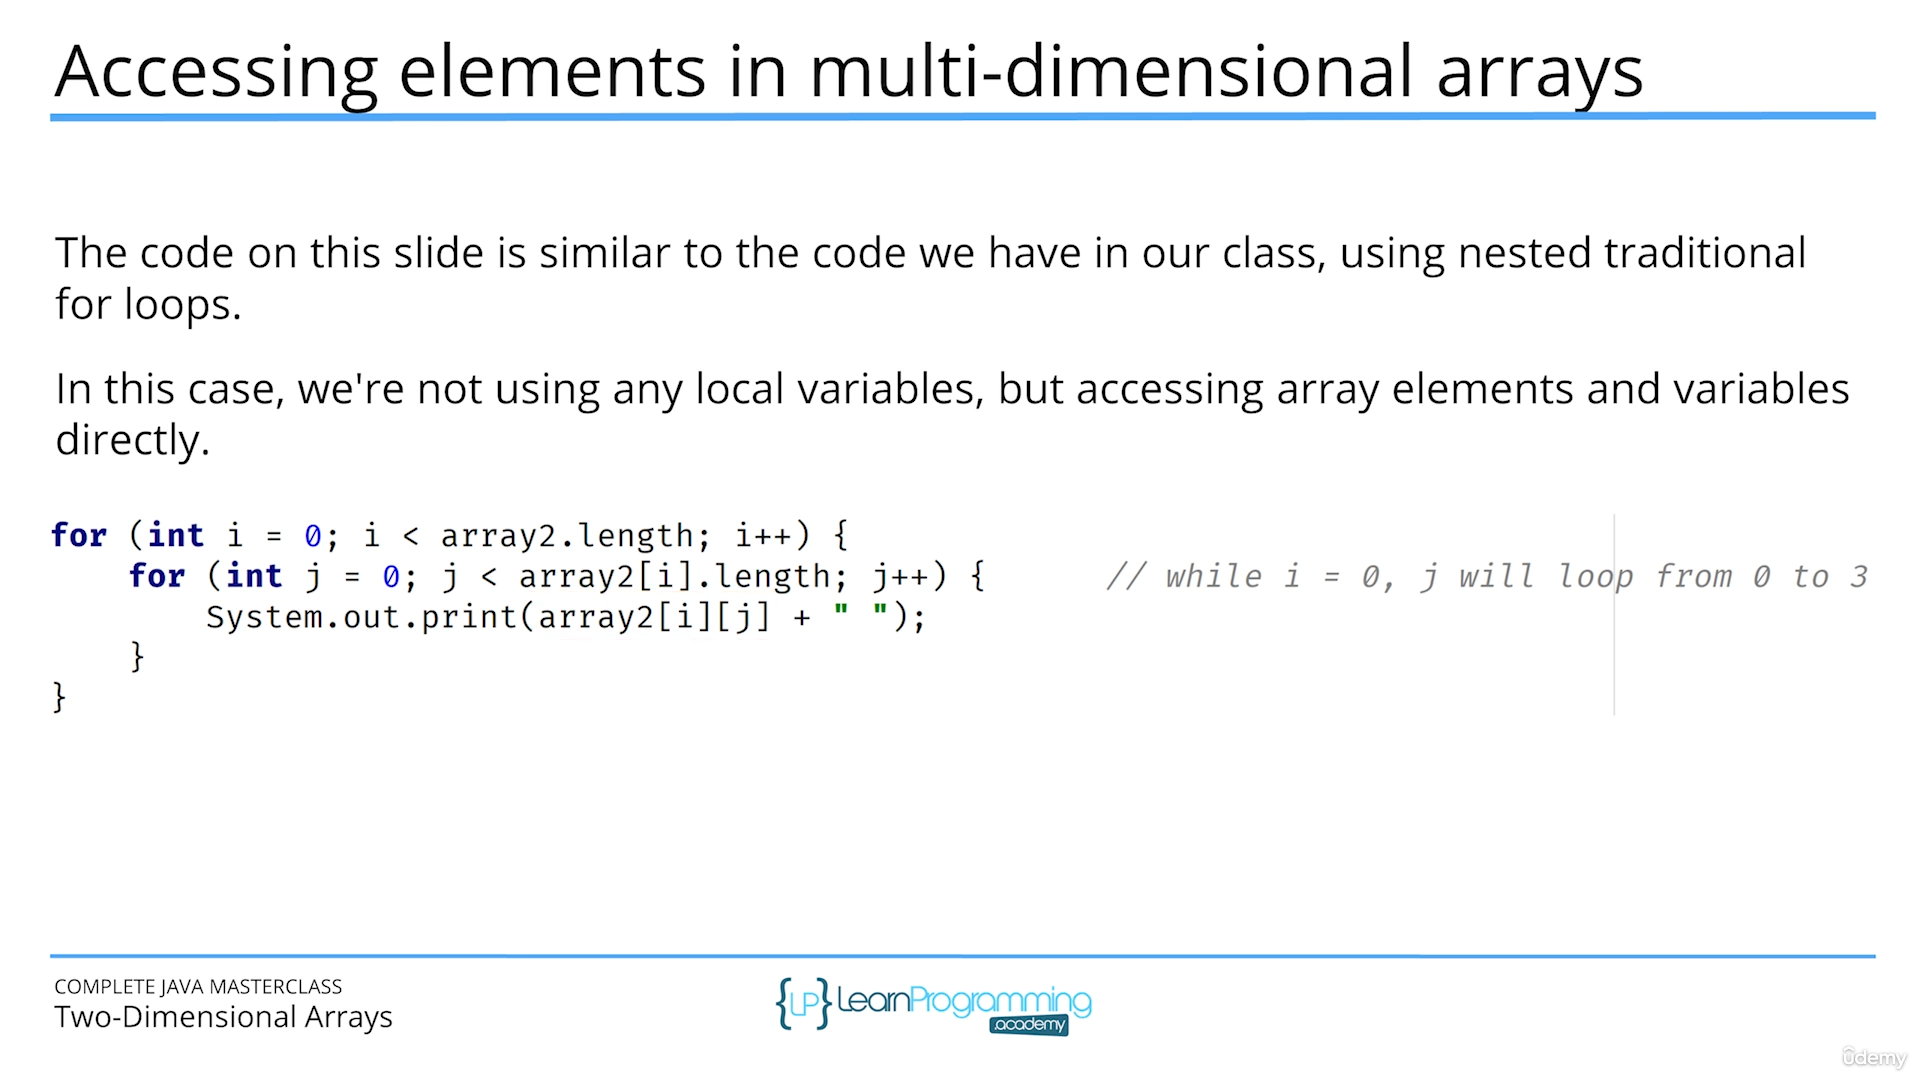 Accessing elements in multi-dimensional arrays
The code on this slide is similar to the code we have in our class, using nested traditional
for loops.
In this case, we're not using any local variables, but accessing array elements and variables
directly.
for (int i = 0; i < array2.length; i++) {
    for (int j = 0; j < array2[i].length; j++) {      // while i = 0, j will loop from 0 to 3
        System.out.print(array2[i][j] + " ");
    }
}
COMPLETE JAVA MASTERCLASS
Two-Dimensional Arrays
{LP} LearnProgramming
.academy
ûdemy